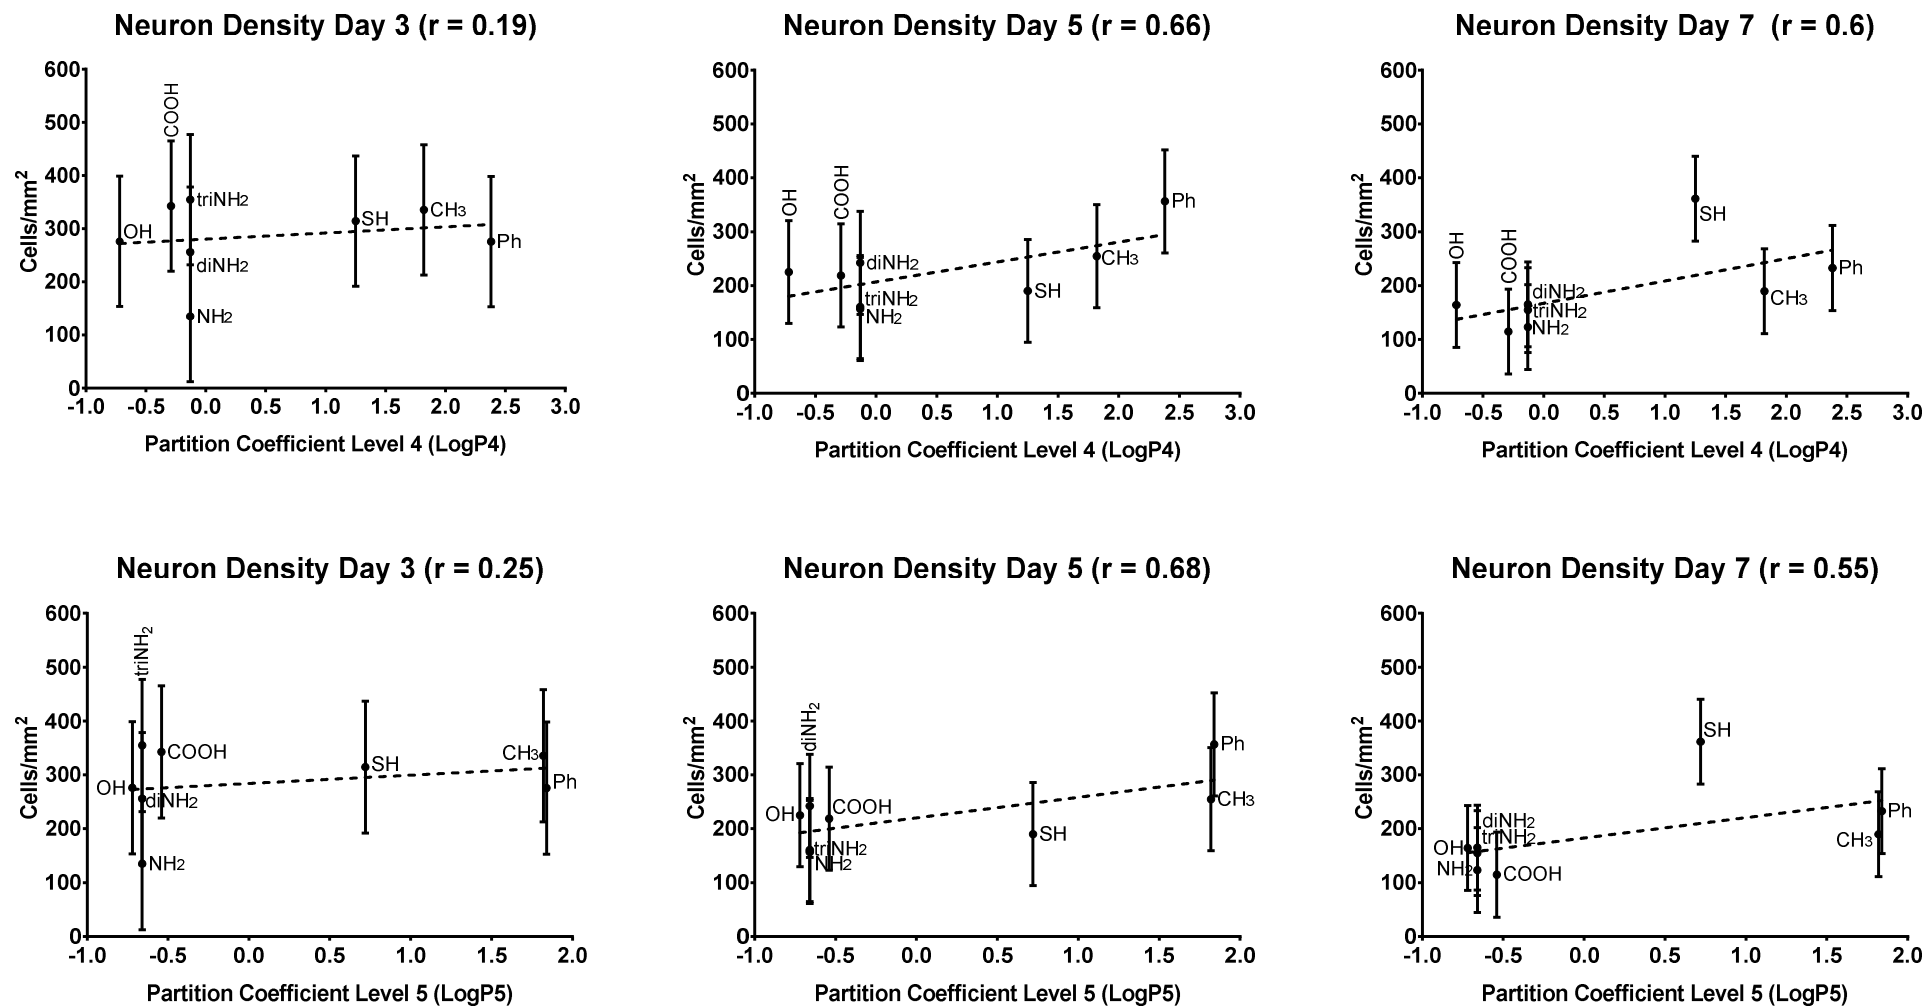 Neuron Density Day 3 (r = 0.19)
Cells/mm²
600
500
400
300
200
100
0
OH
COOH
triNH2
diNH2
NH2
SH
CH3
Ph
-1.0 -0.5 0.0 0.5 1.0 1.5 2.0 2.5 3.0
Partition Coefficient Level 4 (LogP4)
Neuron Density Day 5 (r = 0.66)
Cells/mm²
600
500
400
300
200
100
0
OH
COOH
diNH2
triNH2
NH2
SH
CH3
Ph
-1.0 -0.5 0.0 0.5 1.0 1.5 2.0 2.5 3.0
Partition Coefficient Level 4 (LogP4)
Neuron Density Day 7 (r = 0.6)
Cells/mm²
600
500
400
300
200
100
0
OH
COOH
diNH2
triNH2
NH2
SH
CH3
Ph
-1.0 -0.5 0.0 0.5 1.0 1.5 2.0 2.5 3.0
Partition Coefficient Level 4 (LogP4)
Neuron Density Day 3 (r = 0.25)
Cells/mm²
600
500
400
300
200
100
0
triNH2
OH
COOH
diNH2
NH2
SH
CH3
Ph
-1.0 -0.5 0.0 0.5 1.0 1.5 2.0
Partition Coefficient Level 5 (LogP5)
Neuron Density Day 5 (r = 0.68)
Cells/mm²
600
500
400
300
200
100
0
diNH2
OH
COOH
triNH2
NH2
SH
Ph
CH3
-1.0 -0.5 0.0 0.5 1.0 1.5 2.0
Partition Coefficient Level 5 (LogP5)
Neuron Density Day 7 (r = 0.55)
Cells/mm²
600
500
400
300
200
100
0
diNH2
triNH2
OH
NH2
COOH
SH
Ph
CH3
-1.0 -0.5 0.0 0.5 1.0 1.5 2.0
Partition Coefficient Level 5 (LogP5)